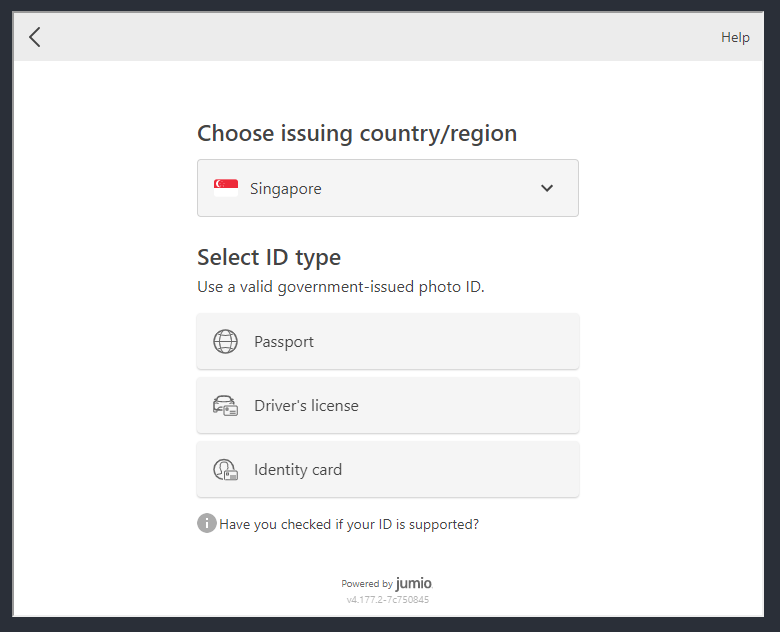 Help
Choose issuing country/region
Singapore
Select ID type
Use a valid government-issued photo ID.
Passport
Driver's license
Identity card
Have you checked if your ID is supported?
Powered by jumio.
v4.177.2-7c750845